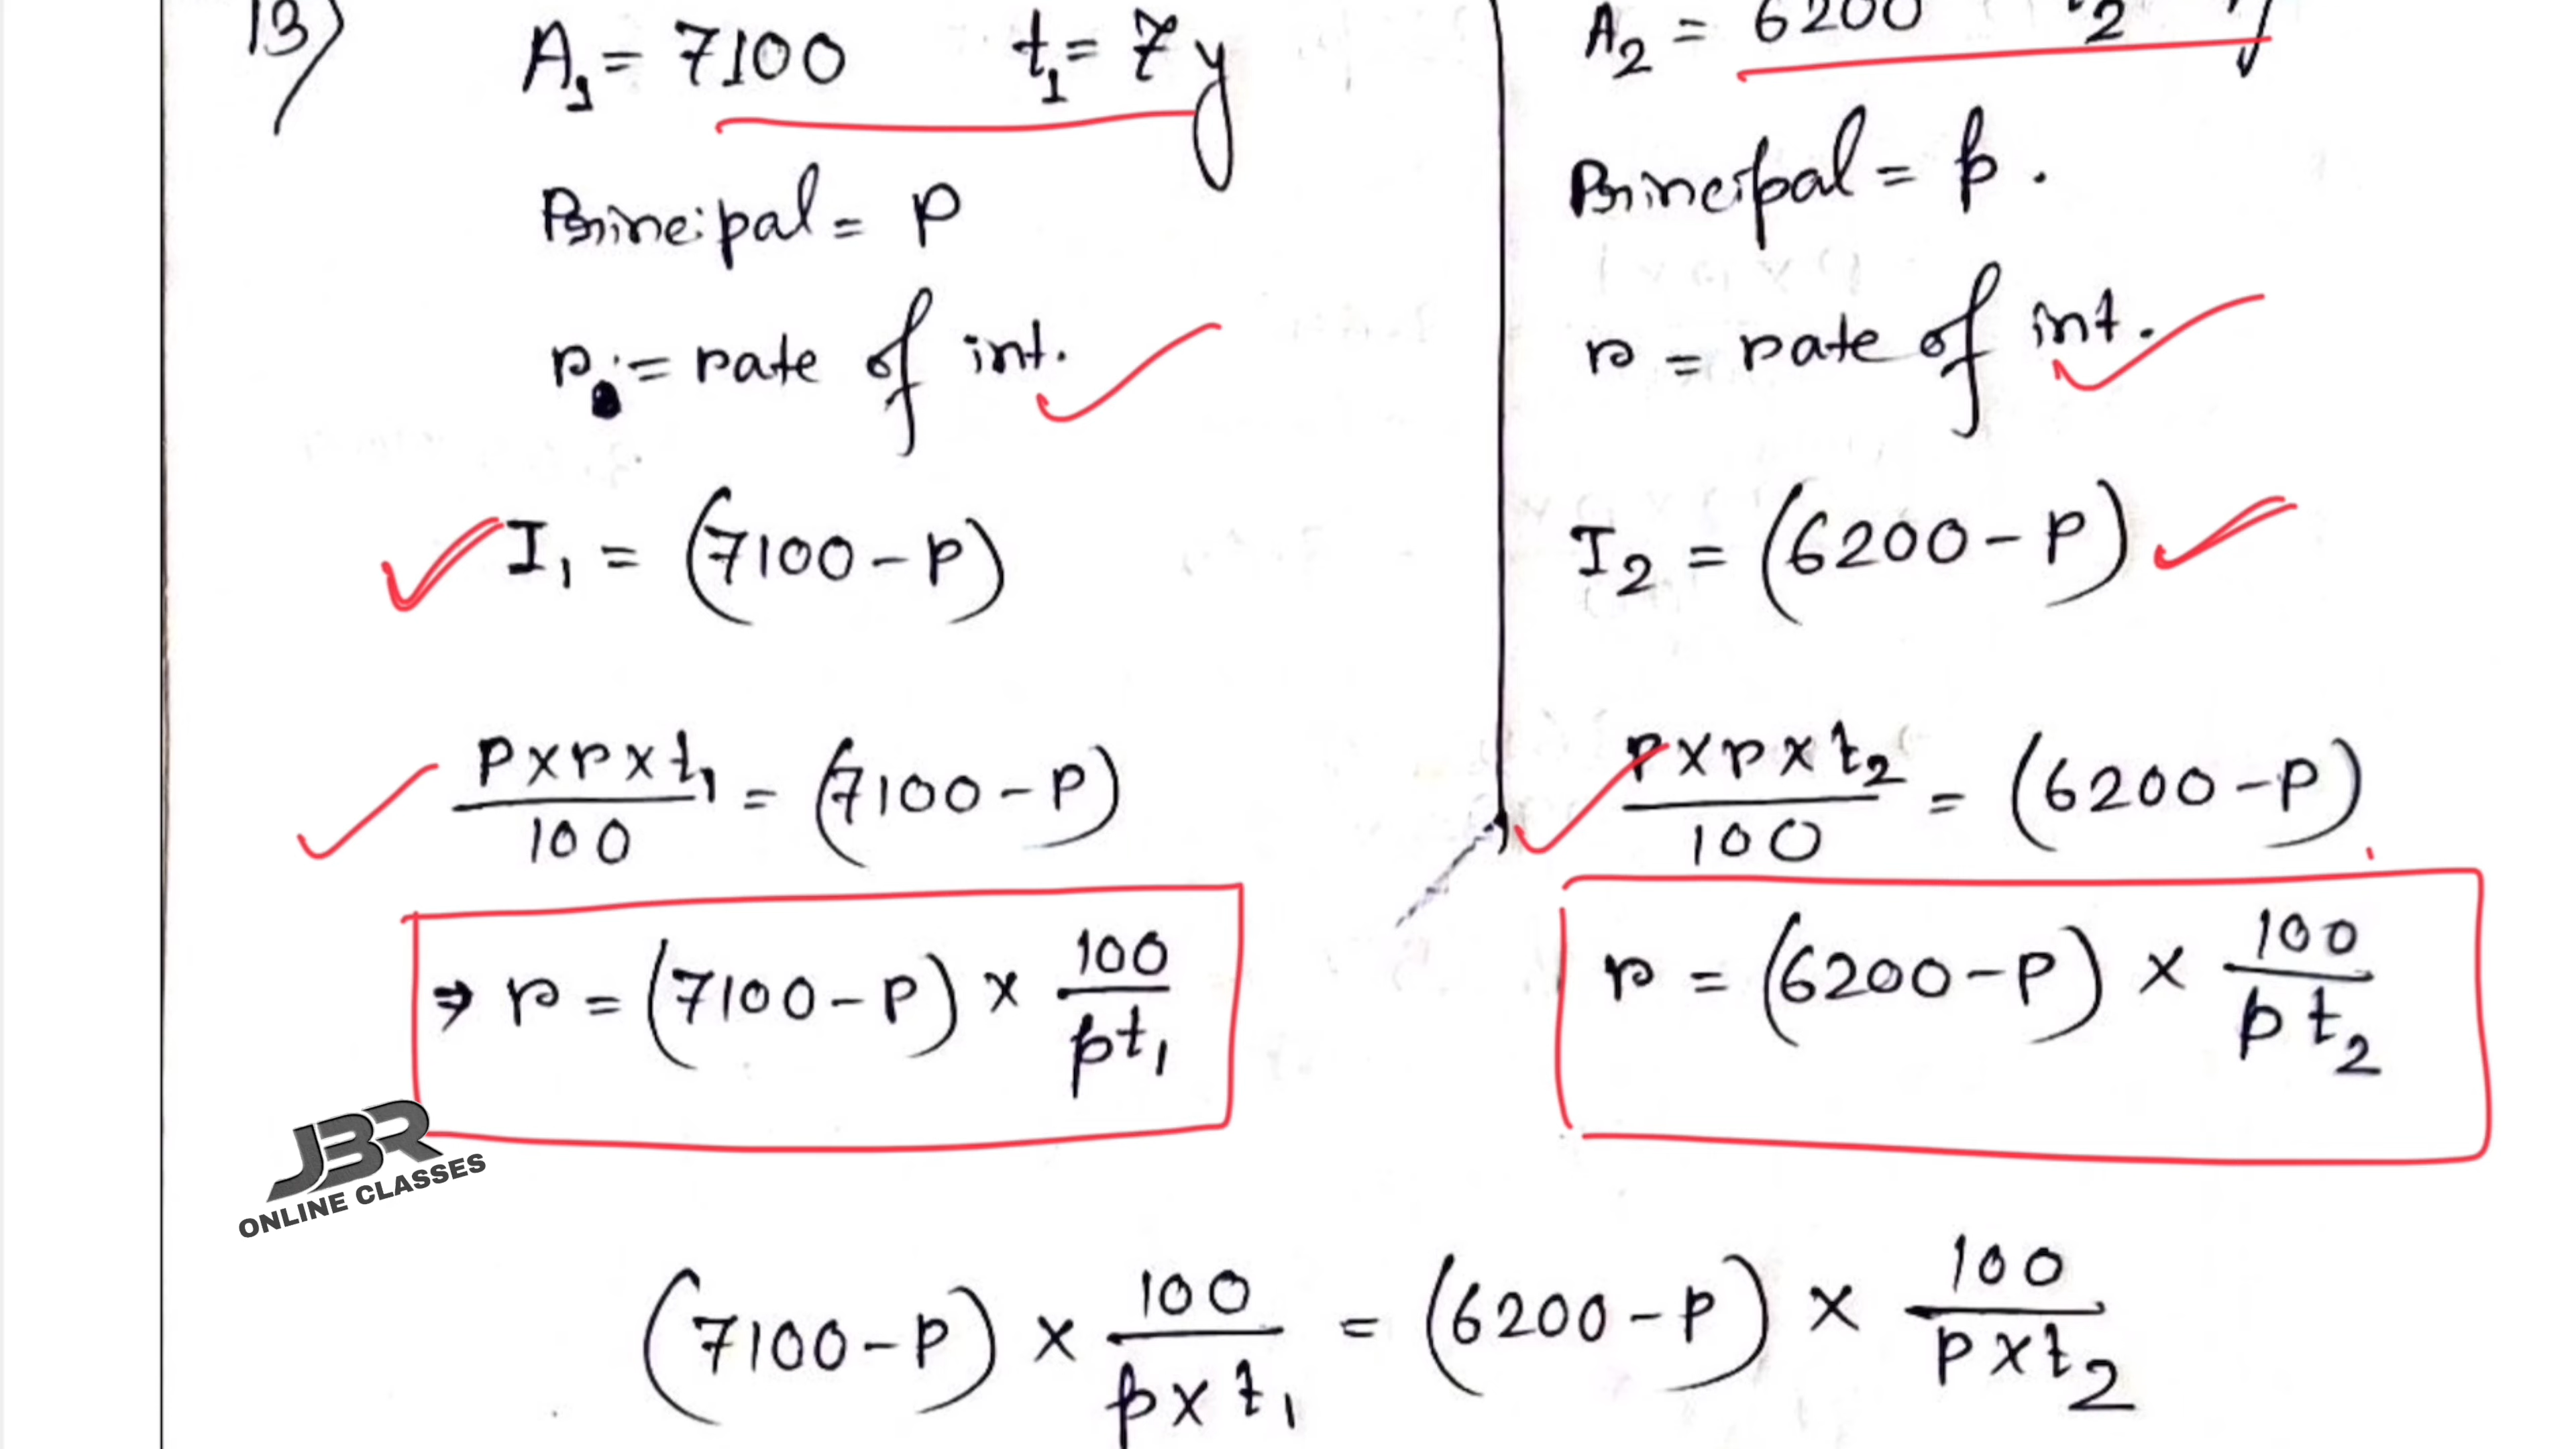 13)
A₁ = 7100 t₁ = 7y
Principal = P
r = rate of int.
I₁ = (7100 - P)
P × r × t₁ / 100 = (7100 - P)
⇒ r = (7100 - P) × 100 / pt₁
A₂ = 6200
Principal = p.
r = rate of int.
I₂ = (6200 - P)
P × r × t₂ / 100 = (6200 - P)
r = (6200 - P) × 100 / pt₂
JBR
ONLINE CLASSES
(7100 - P) × 100 / p × t₁ = (6200 - P) × 100 / P × t₂